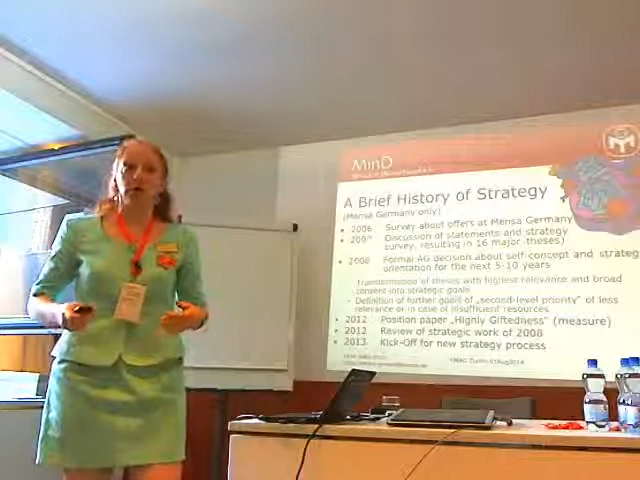 MinD
A Brief History of Strategy
(Mensa Germany only)
• 2006 Survey about offers at Mensa Germany
• Discussion of statements and strategy
survey, resulting in 16 major theses)
• 2008 Formal AG decision about self-concept and strateg
orientation for the next 5-10 years
of theses with highest relevance and broad
consent into strategic goals
- Definition of further goals of „second-level priority" of less
relevance or in case of insufficient resources
• 2012 Position paper „Highly Giftedness" (measure)
• 2012 Review of strategic work of 2008
• 2013 Kick-Off for new strategy process